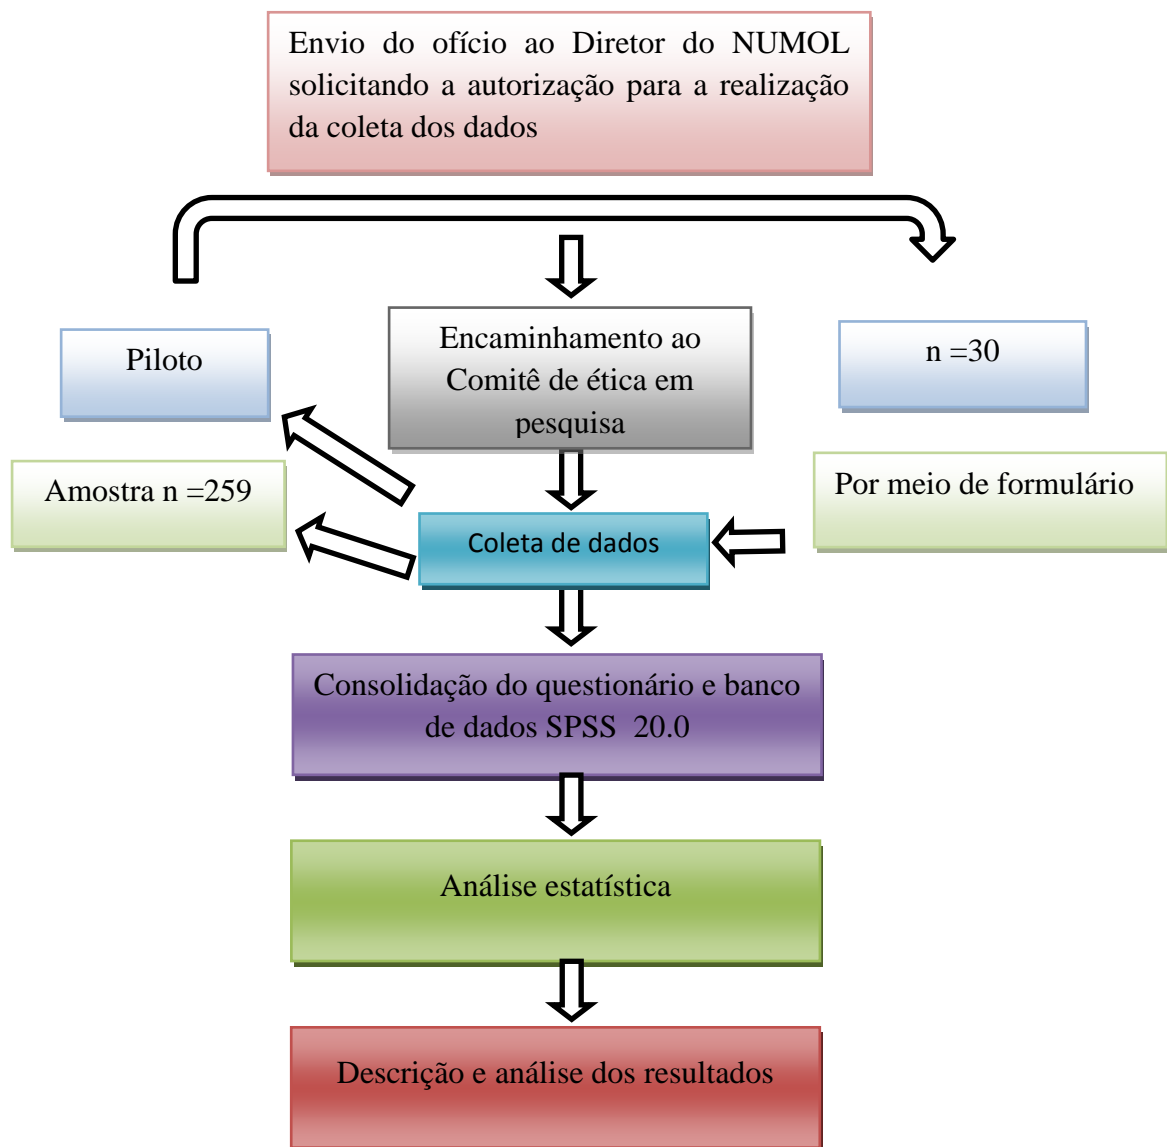 Envio do ofício ao Diretor do NUMOL
solicitando a autorização para a realização
da coleta dos dados
Piloto
Encaminhamento ao
Comitê de ética em
pesquisa
n =30
Amostra n =259
Por meio de formulário
Coleta de dados
Consolidação do questionário e banco
de dados SPSS 20.0
Análise estatística
Descrição e análise dos resultados